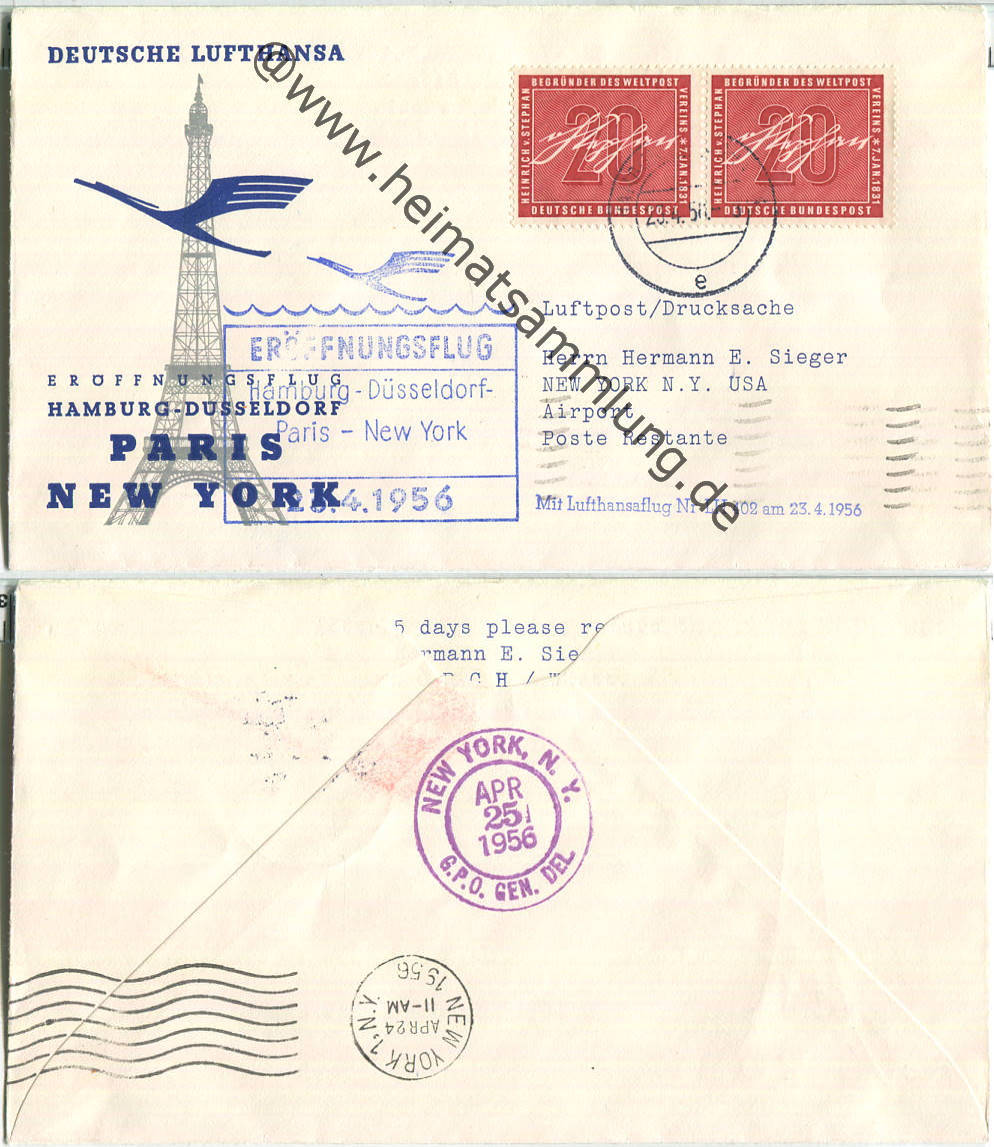 DEUTSCHE LUFTHANSA
ERÖFFNUNGSFLUG
HAMBURG-DÜSSELDORF
PARIS
NEW YORK
ERÖFFNUNGSFLUG
Hamburg - Düsseldorf-
Paris - New York
23.4.1956
BEGRÜNDER DES WELTPOST
VEREINS * 7.JAN.1831
HEINRICH v. STEPHAN
20
DEUTSCHE BUNDESPOST
BEGRÜNDER DES WELTPOST
VEREINS * 7.JAN.1831
HEINRICH v. STEPHAN
20
DEUTSCHE BUNDESPOST
e
Luftpost/Drucksache
Herrn Hermann E. Sieger
NEW YORK N.Y. USA
Airport
Poste Restante
Mit Lufthansaflug Nr LH 402 am 23.4.1956
@www.heimatsammlung.de
5 days please
E.
NEW YORK, N. Y.
APR
25
1956
G.P.O. GEN. DEL.
NEW YORK 1, N.Y.
APR 24
11-AM
1956